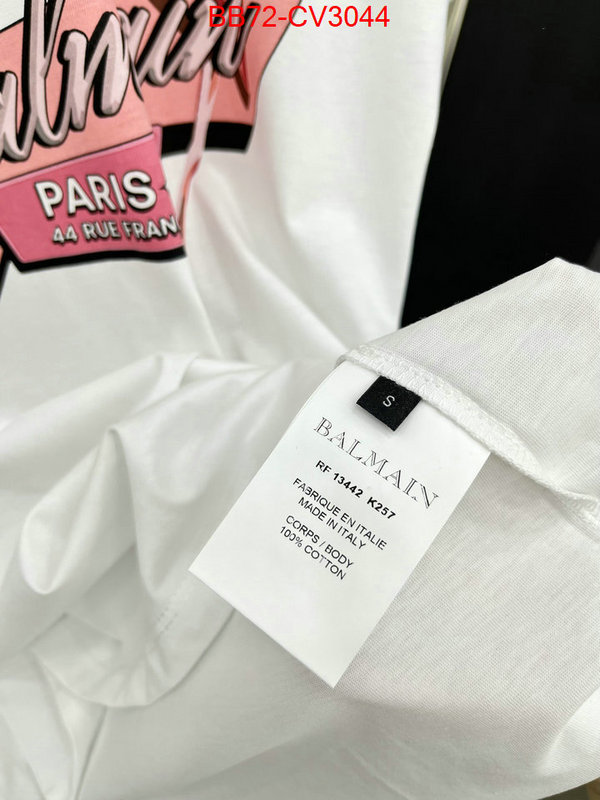 BB72-CV3044
PARIS
44 RUE FRAN
S
BALMAIN
RF 13442 K257
FABRIQUE EN ITALIE
MADE IN ITALY
CORPS / BODY
100% COTTON